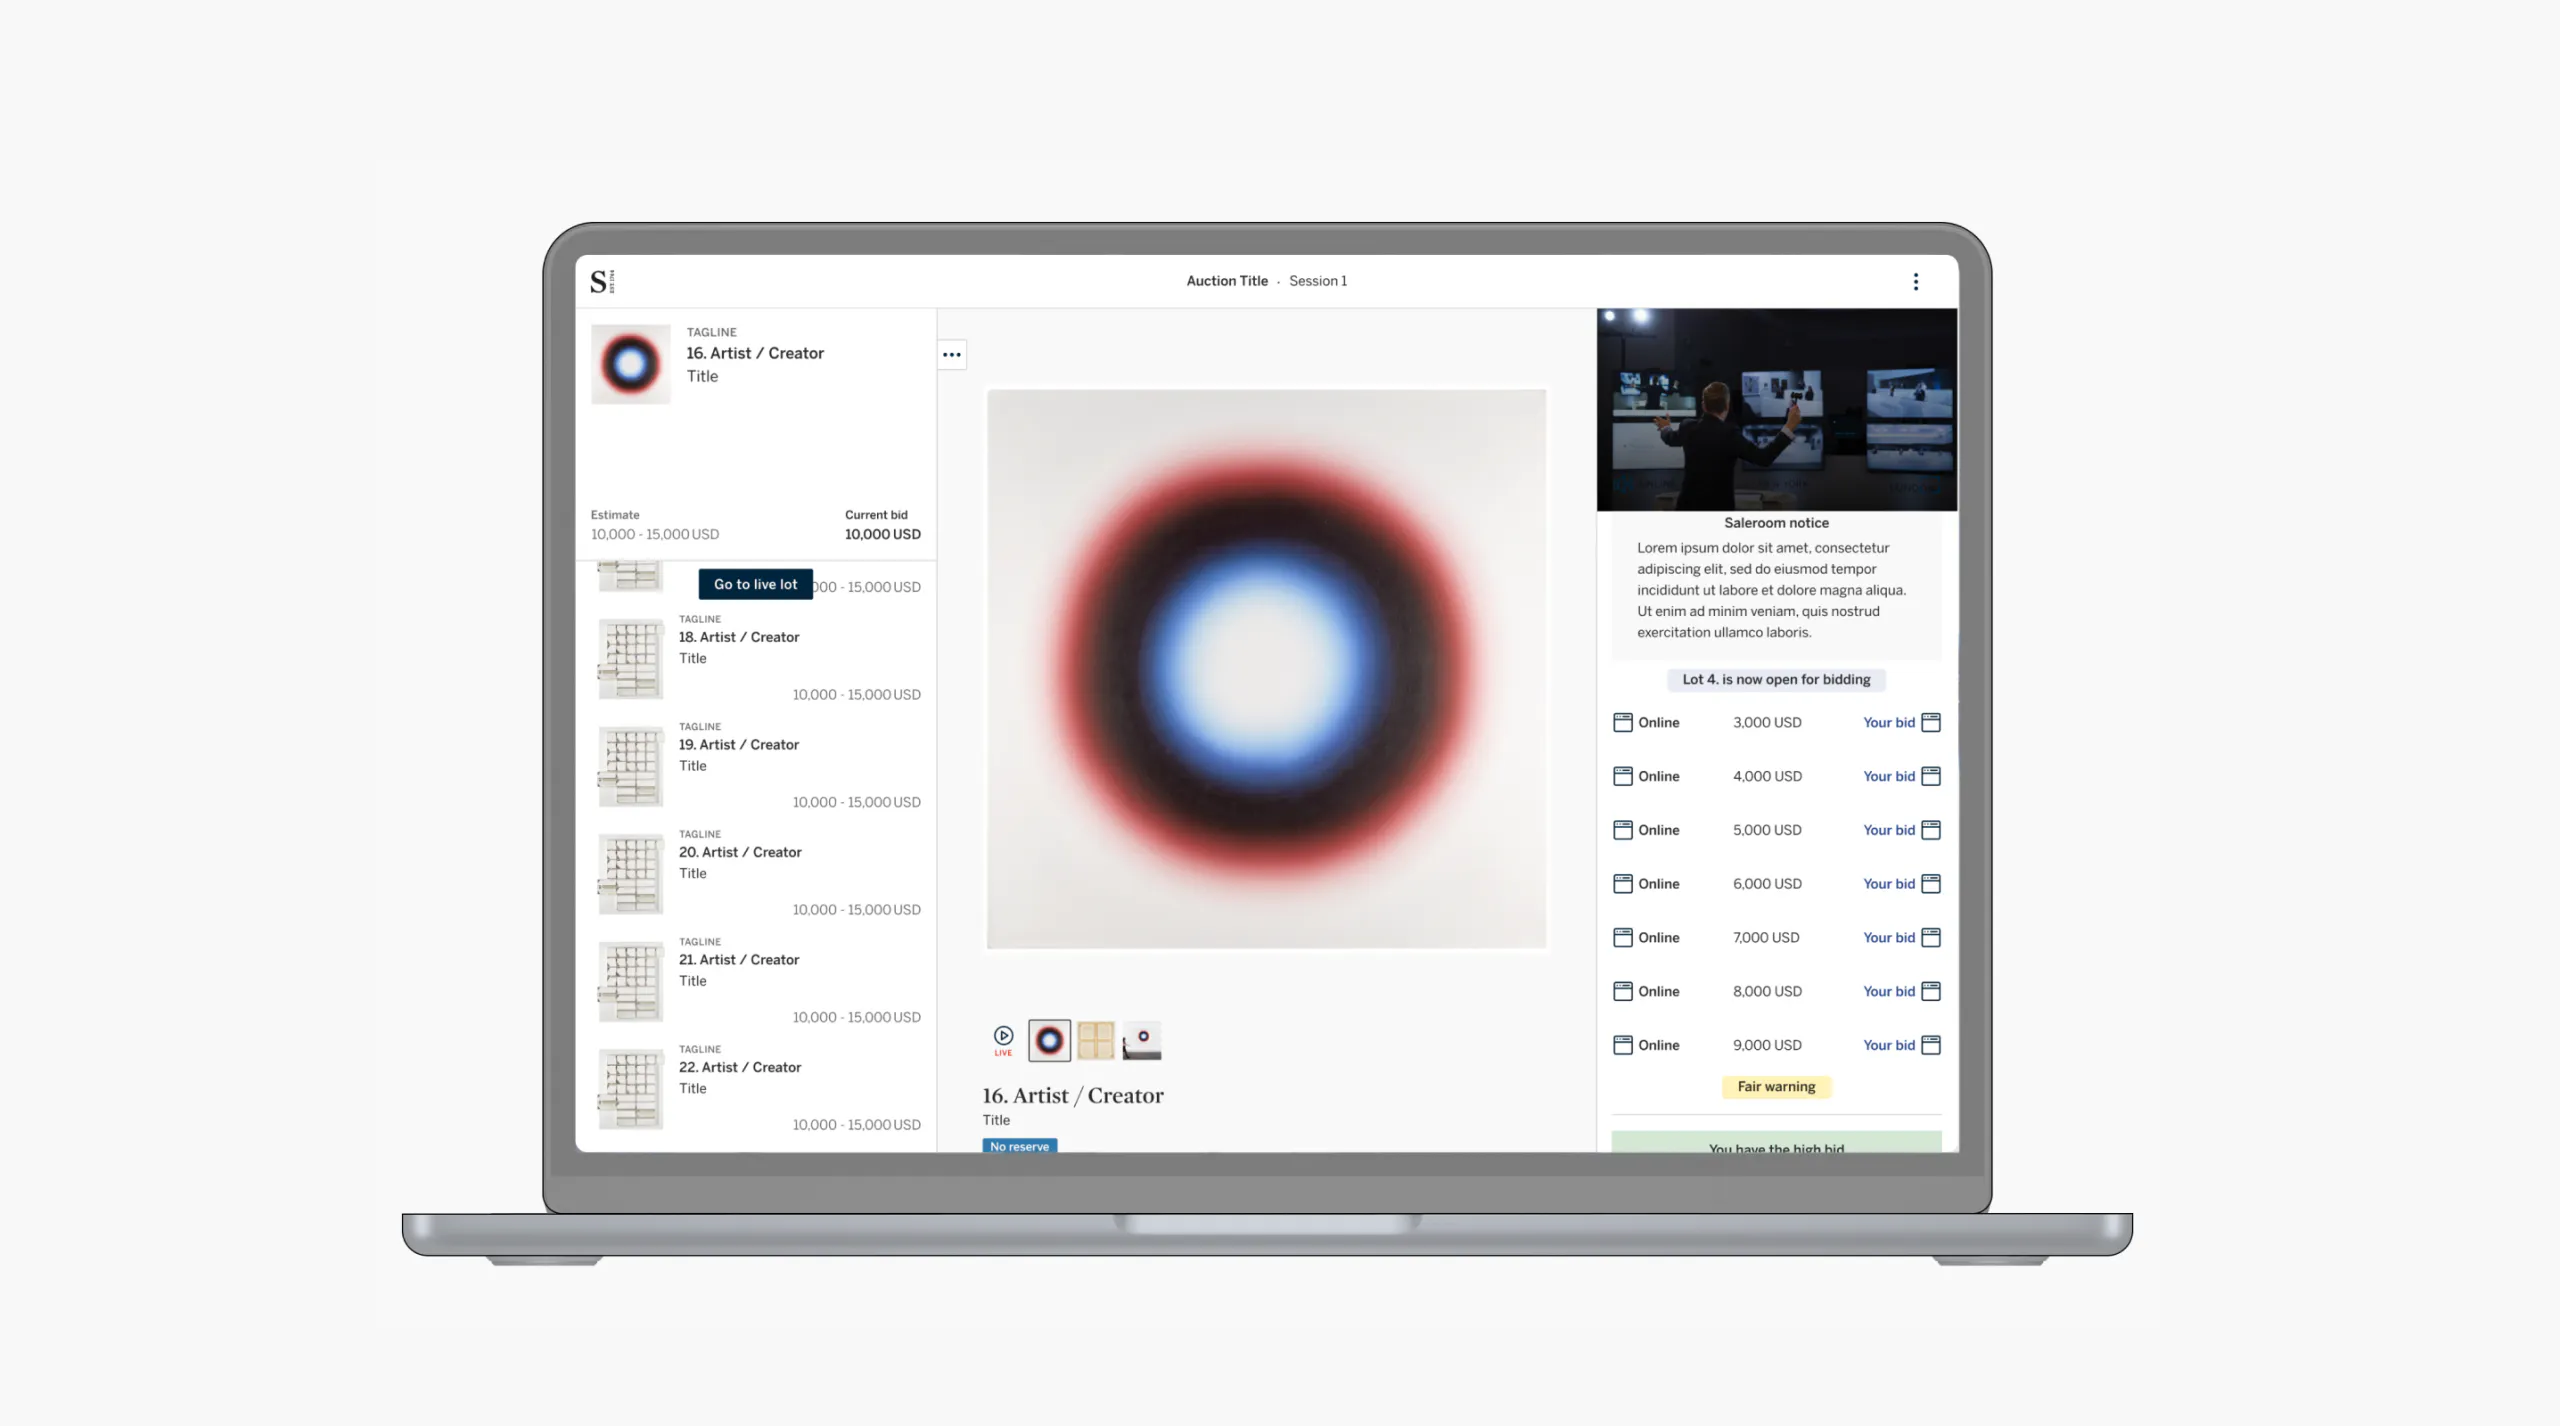 S
Auction Title · Session 1
TAGLINE
16. Artist / Creator
Title
Estimate
10,000 - 15,000 USD
Current bid
10,000 USD
Go to live lot
000 - 15,000 USD
TAGLINE
18. Artist / Creator
Title
10,000 - 15,000 USD
TAGLINE
19. Artist / Creator
Title
10,000 - 15,000 USD
TAGLINE
20. Artist / Creator
Title
10,000 - 15,000 USD
TAGLINE
21. Artist / Creator
Title
10,000 - 15,000 USD
TAGLINE
22. Artist / Creator
Title
10,000 - 15,000 USD
LIVE
16. Artist / Creator
Title
No reserve
Saleroom notice
Lorem ipsum dolor sit amet, consectetur
adipiscing elit, sed do eiusmod tempor
incididunt ut labore et dolore magna aliqua.
Ut enim ad minim veniam, quis nostrud
exercitation ullamco laboris.
Lot 4. is now open for bidding
Online 3,000 USD Your bid
Online 4,000 USD Your bid
Online 5,000 USD Your bid
Online 6,000 USD Your bid
Online 7,000 USD Your bid
Online 8,000 USD Your bid
Online 9,000 USD Your bid
Fair warning
You have the high bid